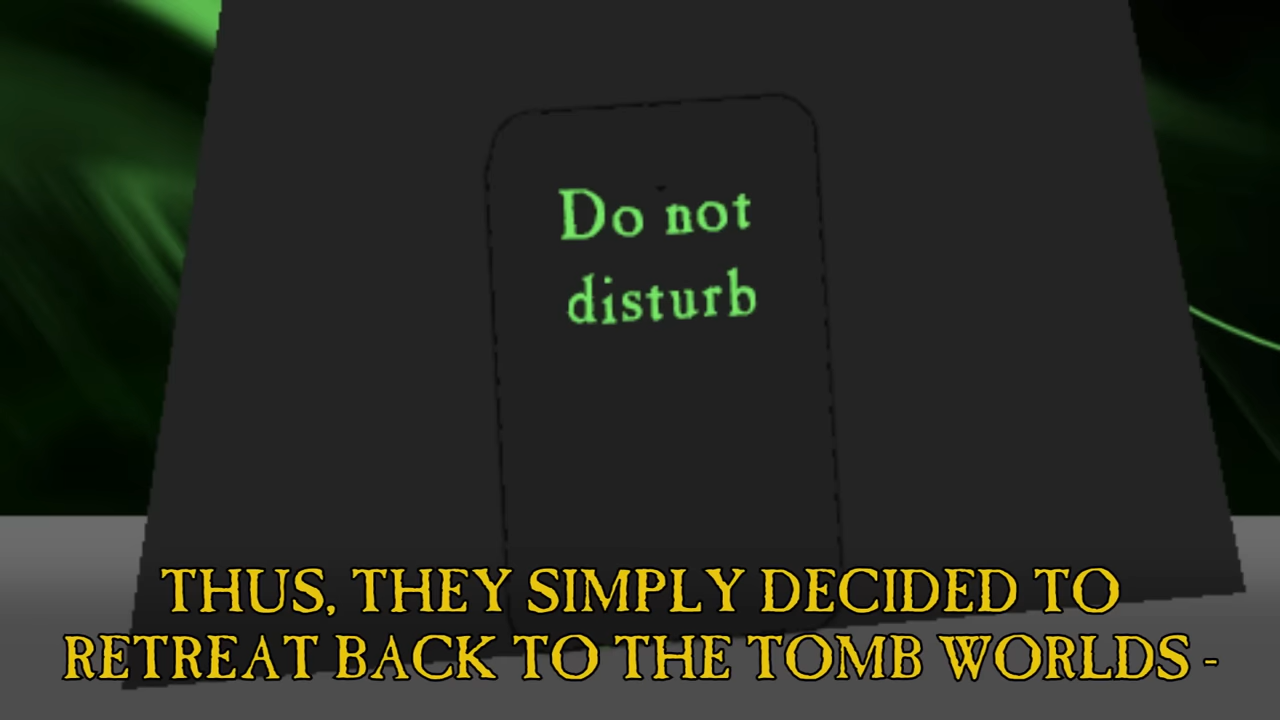 Do not
disturb
THUS, THEY SIMPLY DECIDED TO
RETREAT BACK TO THE TOMB WORLDS -